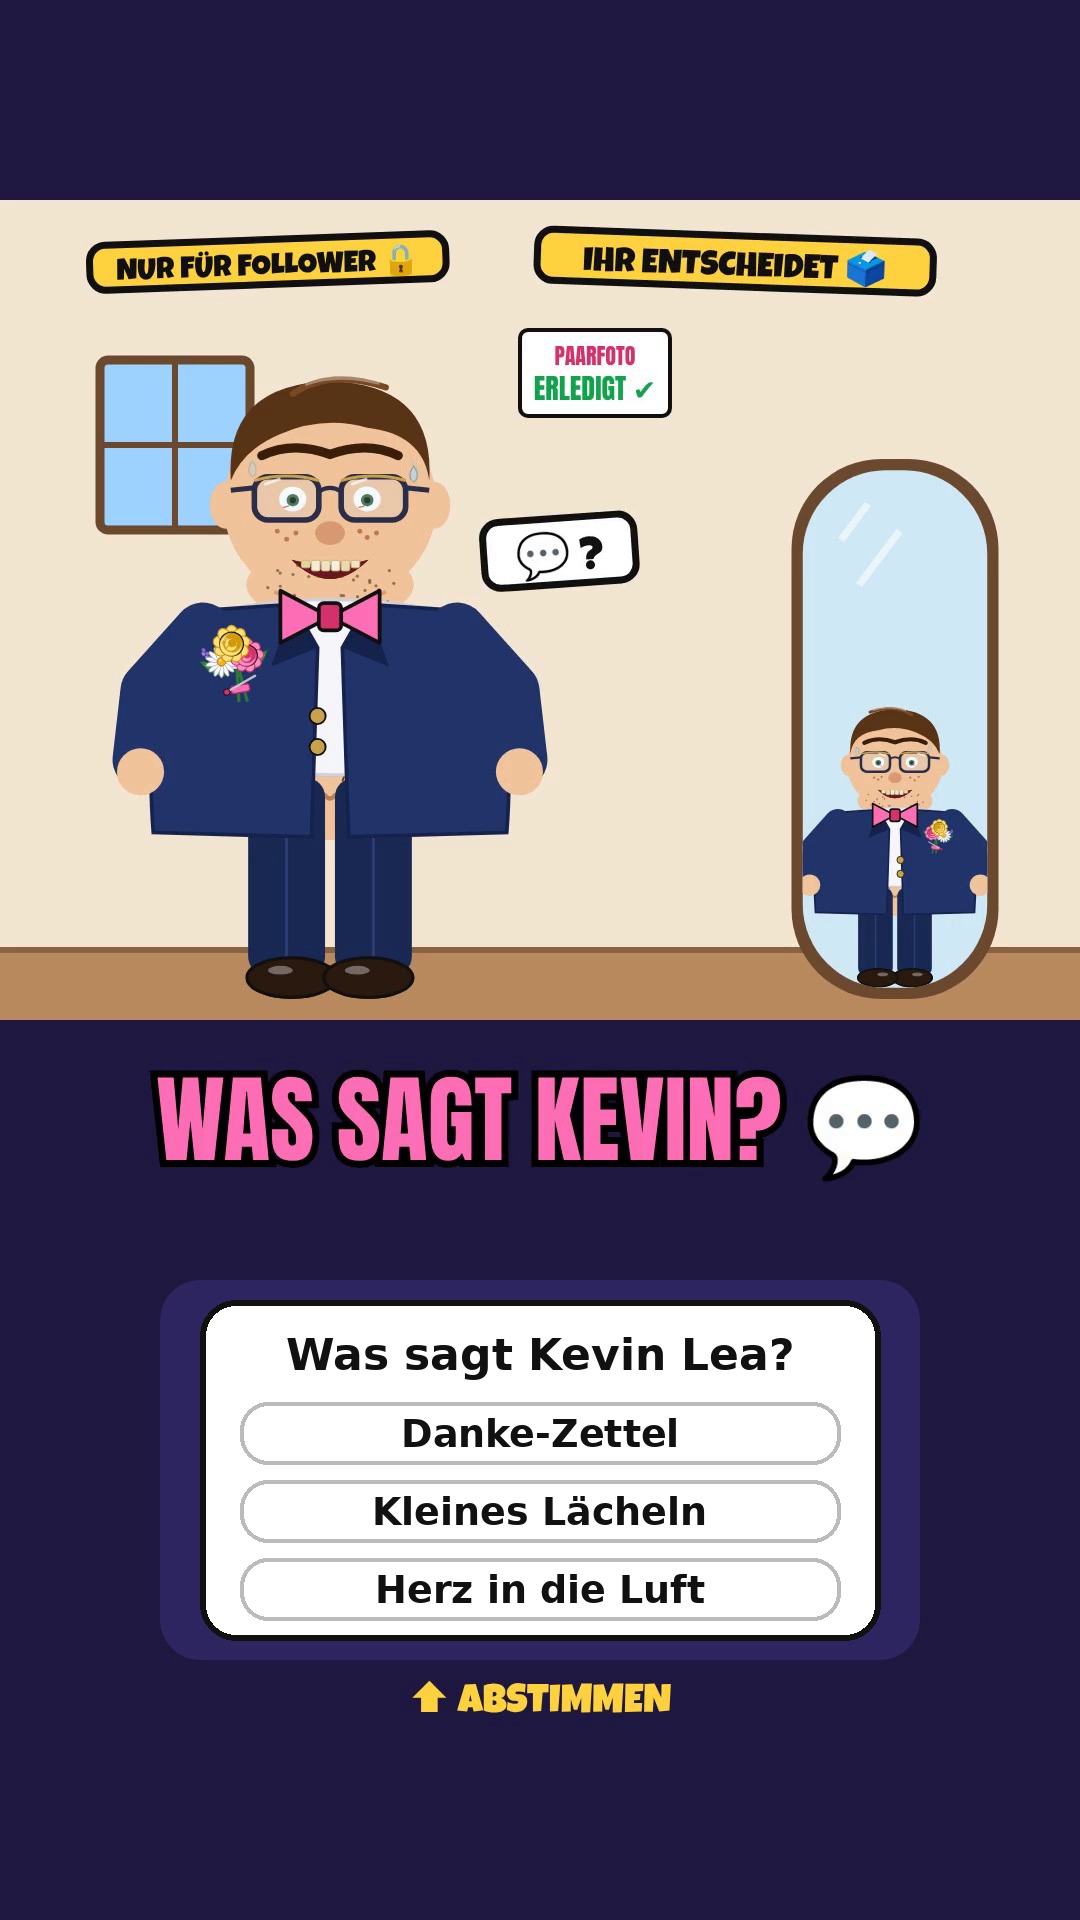 NUR FÜR FOLLOWER 🔒
IHR ENTSCHEIDET 🗳️
PAARFOTO
ERLEDIGT ✔
💬 ?
WAS SAGT KEVIN? 💬
Was sagt Kevin Lea?
Danke-Zettel
Kleines Lächeln
Herz in die Luft
⬆ ABSTIMMEN